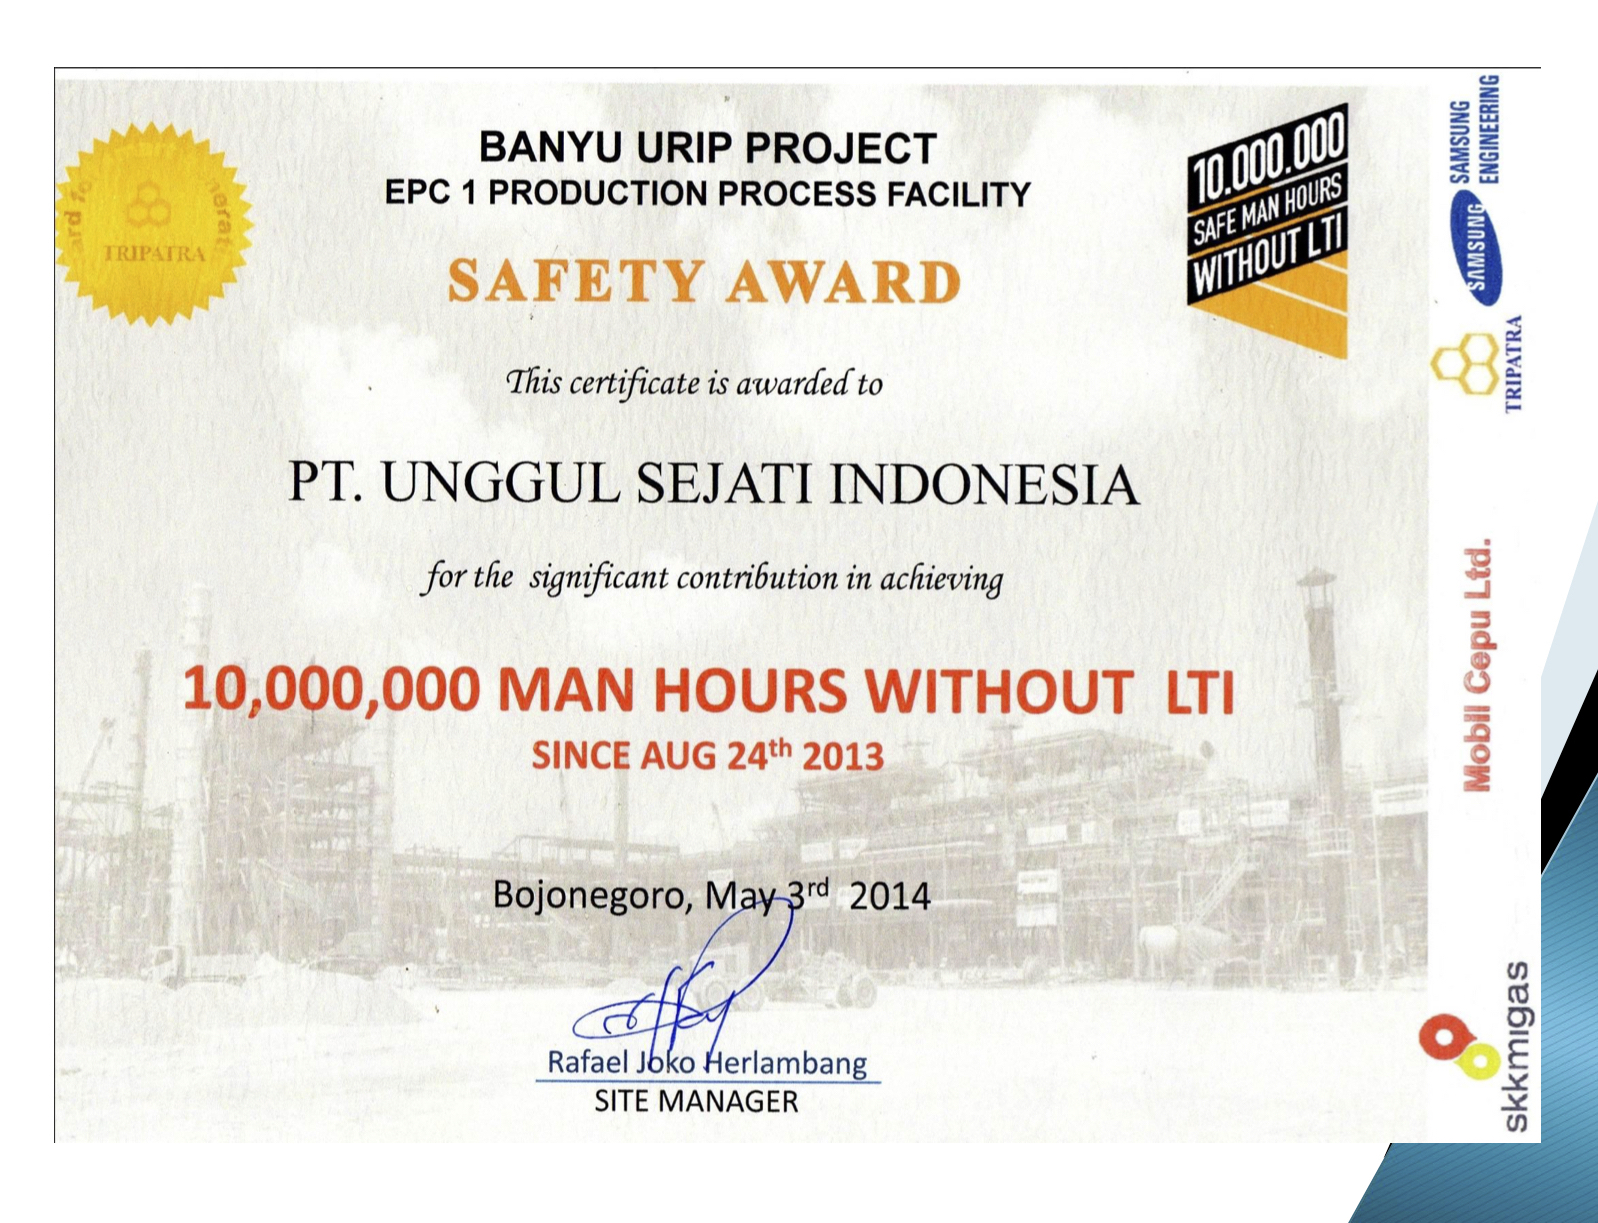 BANYU URIP PROJECT
EPC 1 PRODUCTION PROCESS FACILITY
SAFETY AWARD
TRIPATRA
10.000.000
SAFE MAN HOURS
WITHOUT LTI
This certificate is awarded to
PT. UNGGUL SEJATI INDONESIA
for the significant contribution in achieving
10,000,000 MAN HOURS WITHOUT LTI
SINCE AUG 24th 2013
Bojonegoro, May 3rd 2014
Rafael Joko Herlambang
SITE MANAGER
SAMSUNG
SAMSUNG
ENGINEERING
TRIPATRA
Mobil Cepu Ltd.
skkmigas